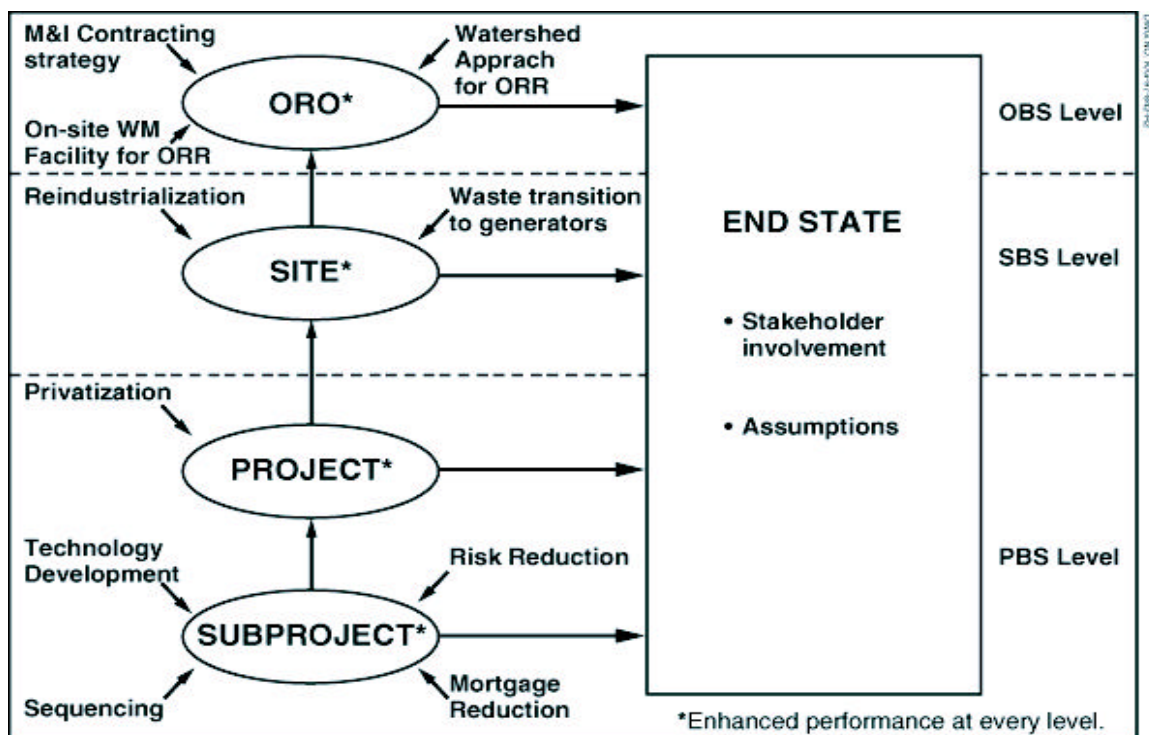 M&I Contracting
strategy
Watershed
Apprach
for ORR
ORO*
OBS Level
On-site WM
Facility for ORR
Reindustrialization
Waste transition
to generators
SITE*
SBS Level
END STATE
• Stakeholder
involvement
• Assumptions
Privatization
PROJECT*
Technology
Development
Risk Reduction
PBS Level
SUBPROJECT*
Sequencing
Mortgage
Reduction
*Enhanced performance at every level.